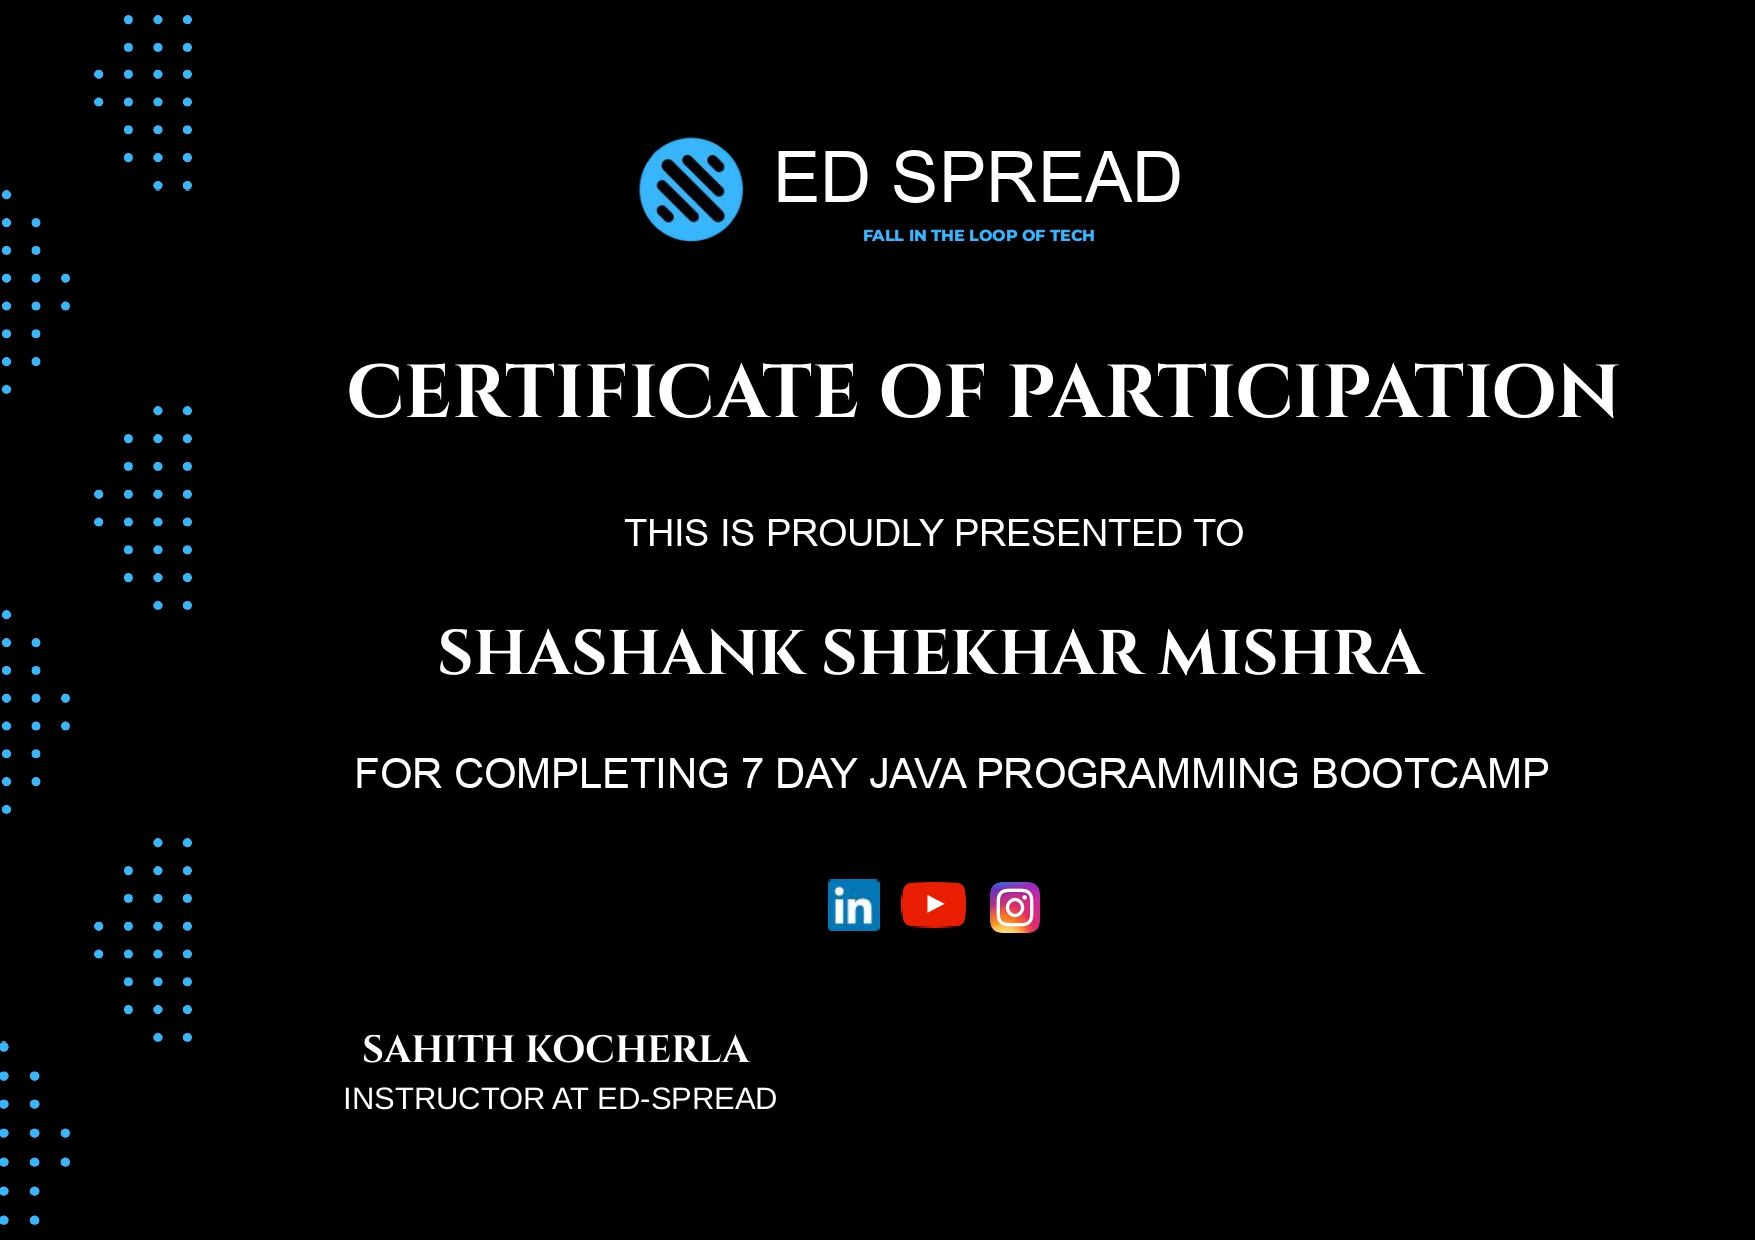 ED SPREAD
FALL IN THE LOOP OF TECH
CERTIFICATE OF PARTICIPATION
THIS IS PROUDLY PRESENTED TO
SHASHANK SHEKHAR MISHRA
FOR COMPLETING 7 DAY JAVA PROGRAMMING BOOTCAMP
in
SAHITH KOCHERLA
INSTRUCTOR AT ED-SPREAD